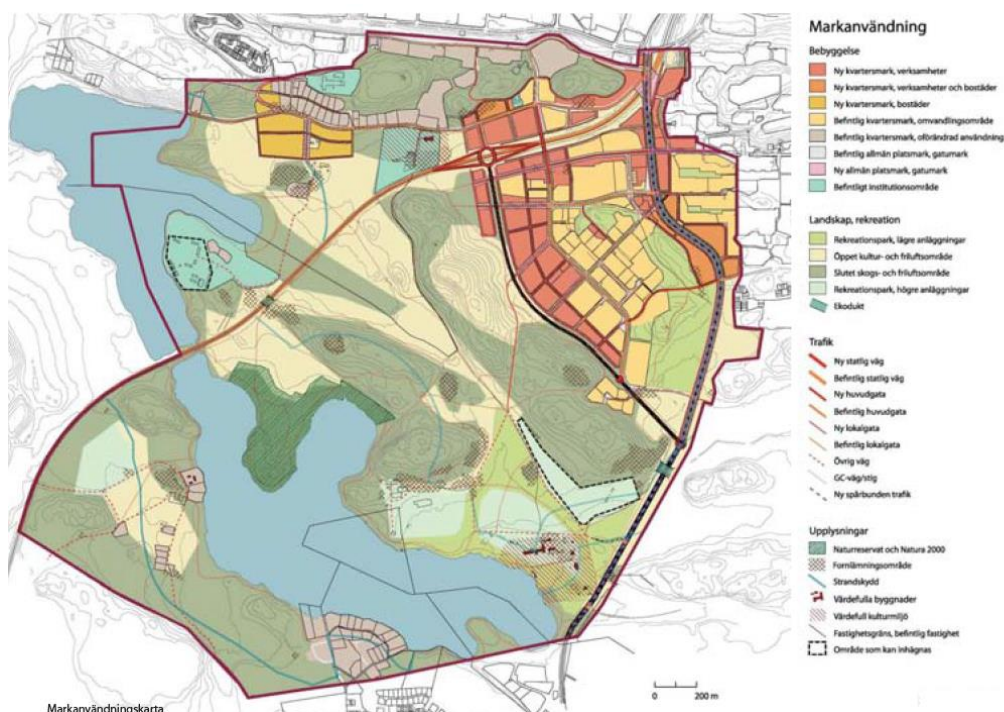 Markanvändning
Bebyggelse
Ny kvartersmark, verksamheter
Ny kvartersmark, verksamheter och bostäder
Ny kvartersmark, bostäder
Befintlig kvartersmark, omvandlingsområde
Befintlig kvartersmark, oförändrad användning
Befintlig allmän platsmark, gatumark
Ny allmän platsmark, gatumark
Befintligt institutionsområde
Landskap, rekreation
Rekreationspark, lägre anläggningar
Öppet kultur- och friluftsområde
Slutet skogs- och friluftsområde
Rekreationspark, högre anläggningar
Ekodukt
Trafik
Ny statlig väg
Befintlig statlig väg
Ny huvudgata
Befintlig huvudgata
Ny lokalgata
Befintlig lokalgata
Övrig väg
GC-väg/stig
Ny spårbunden trafik
Upplysningar
Naturreservat och Natura 2000
Fornlämningsområde
Strandskydd
Värdefulla byggnader
Värdefull kulturmiljö
Fastighetsgräns, befintlig fastighet
Område som kan inhägnas
0 200 m
Markanvändningskarta